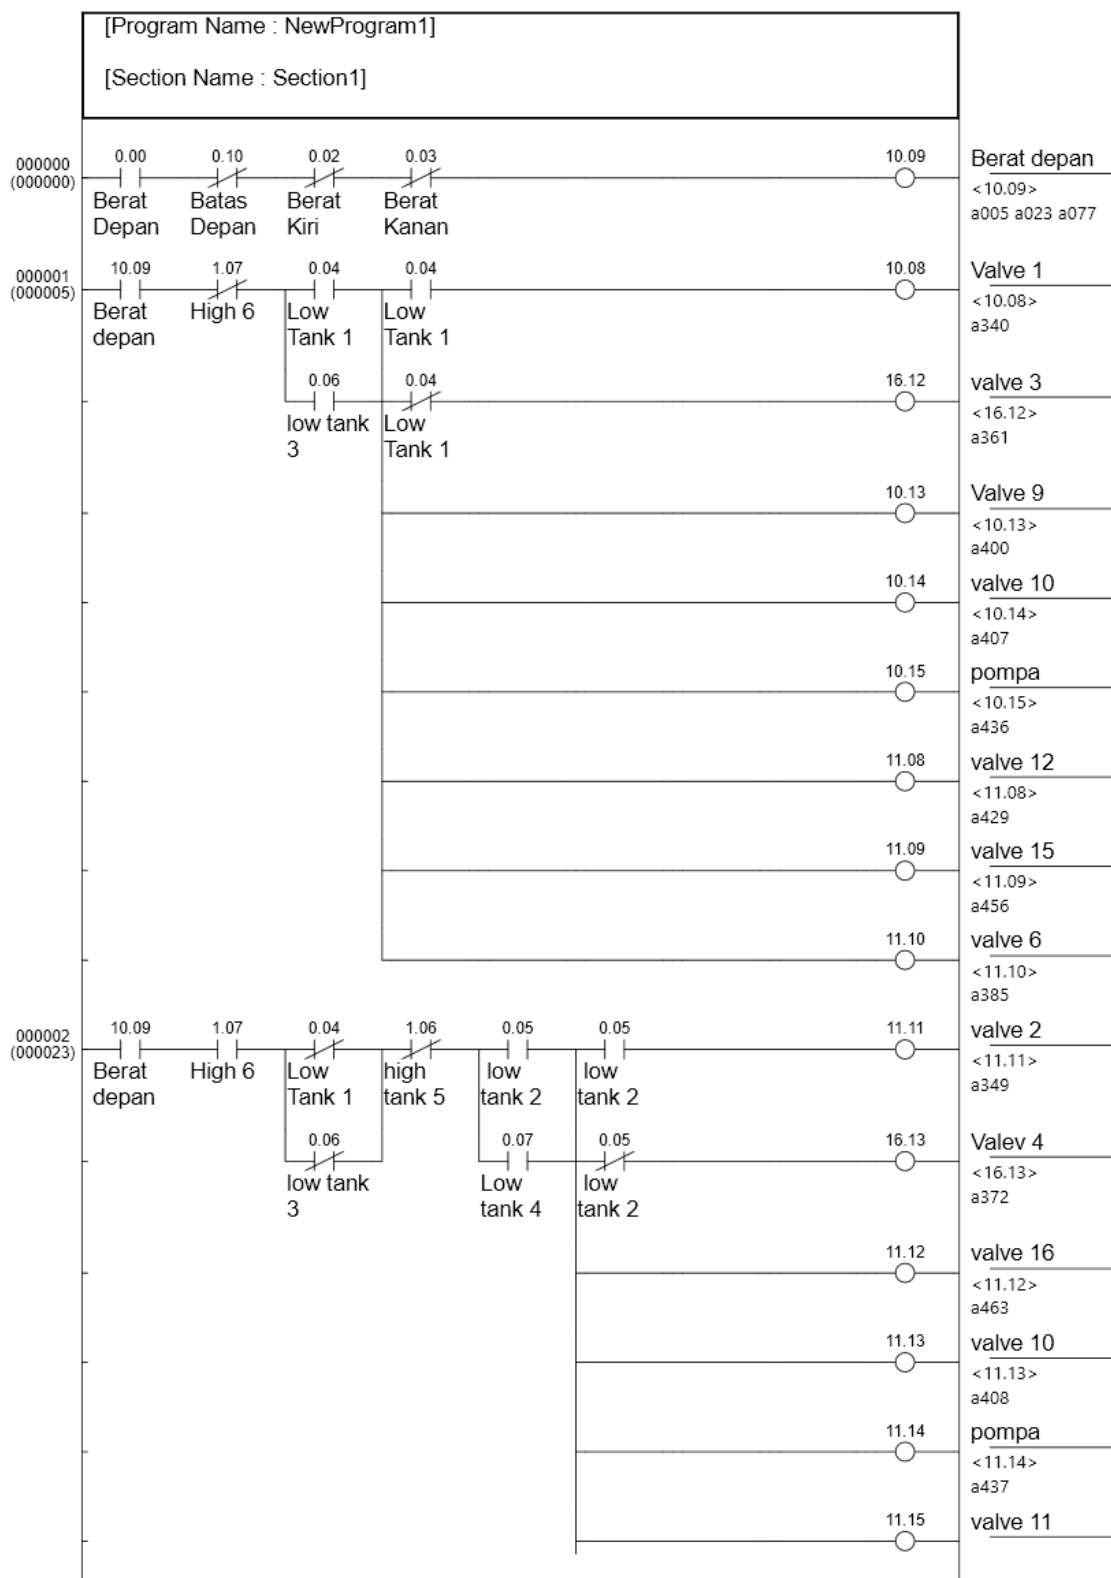 [Program Name : NewProgram1]
[Section Name : Section1]
000000
(000000)
0.00
0.10
0.02
0.03
10.09
Berat Depan
Batas Depan
Berat Kiri
Berat Kanan
Berat depan
<10.09>
a005 a023 a077
000001
(000005)
10.09
1.07
0.04
0.04
10.08
Berat depan
High 6
Low Tank 1
Low Tank 1
Valve 1
<10.08>
a340
0.06
0.04
16.12
low tank 3
Low Tank 1
valve 3
<16.12>
a361
10.13
Valve 9
<10.13>
a400
10.14
valve 10
<10.14>
a407
10.15
pompa
<10.15>
a436
11.08
valve 12
<11.08>
a429
11.09
valve 15
<11.09>
a456
11.10
valve 6
<11.10>
a385
000002
(000023)
10.09
1.07
0.04
1.06
0.05
0.05
11.11
Berat depan
High 6
Low Tank 1
high tank 5
low tank 2
low tank 2
valve 2
<11.11>
a349
0.06
0.07
0.05
16.13
low tank 3
Low tank 4
low tank 2
Valev 4
<16.13>
a372
11.12
valve 16
<11.12>
a463
11.13
valve 10
<11.13>
a408
11.14
pompa
<11.14>
a437
11.15
valve 11